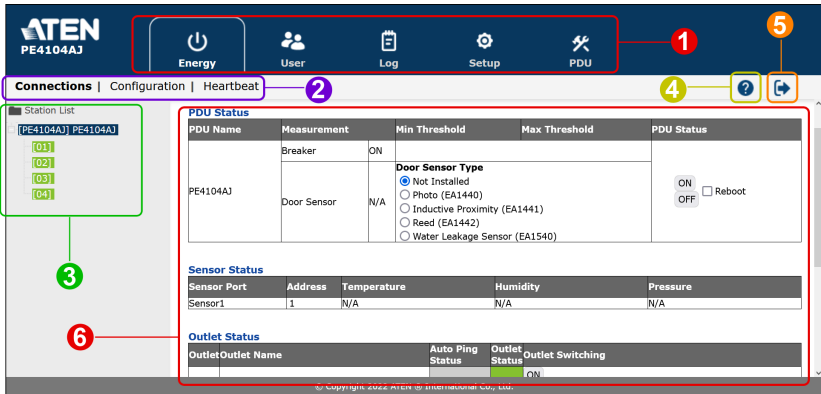 ATEN
PE4104AJ
Energy
User
Log
Setup
PDU
1
5
Connections | Configuration | Heartbeat
2
4
?
Station List
[PE4104AJ] PE4104AJ
[01]
[02]
[03]
[04]
3
6
PDU Status
PDU Name Measurement Min Threshold Max Threshold PDU Status
Breaker ON
PE4104AJ
Door Sensor N/A
Door Sensor Type
Not Installed
Photo (EA1440)
Inductive Proximity (EA1441)
Reed (EA1442)
Water Leakage Sensor (EA1540)
ON
OFF
Reboot
Sensor Status
Sensor Port Address Temperature Humidity Pressure
Sensor1 1 N/A N/A N/A
Outlet Status
Outlet Outlet Name Auto Ping Status Outlet Status Outlet Switching
ON
© Copyright 2022 ATEN ® International Co., Ltd.